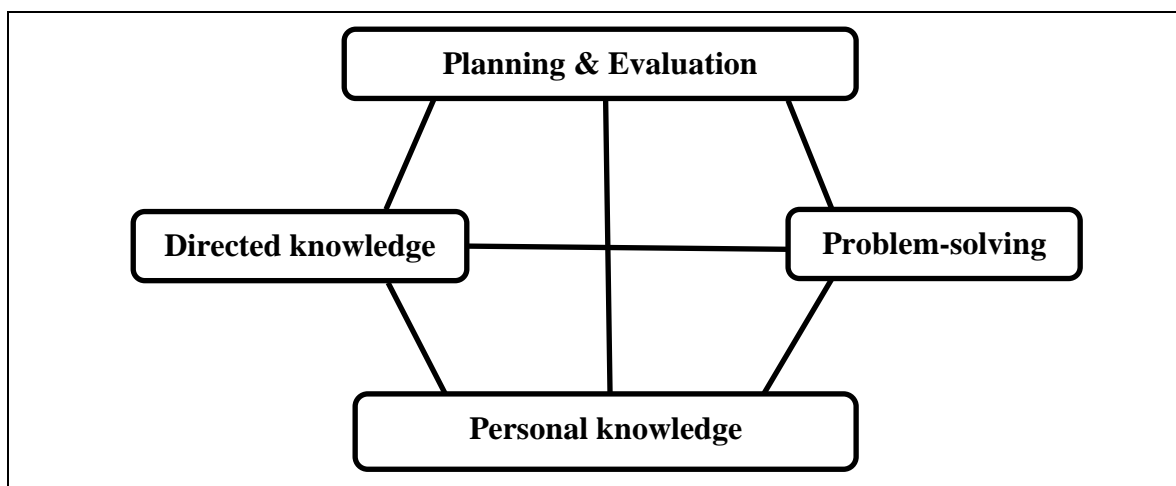 Planning & Evaluation
Directed knowledge
Problem-solving
Personal knowledge